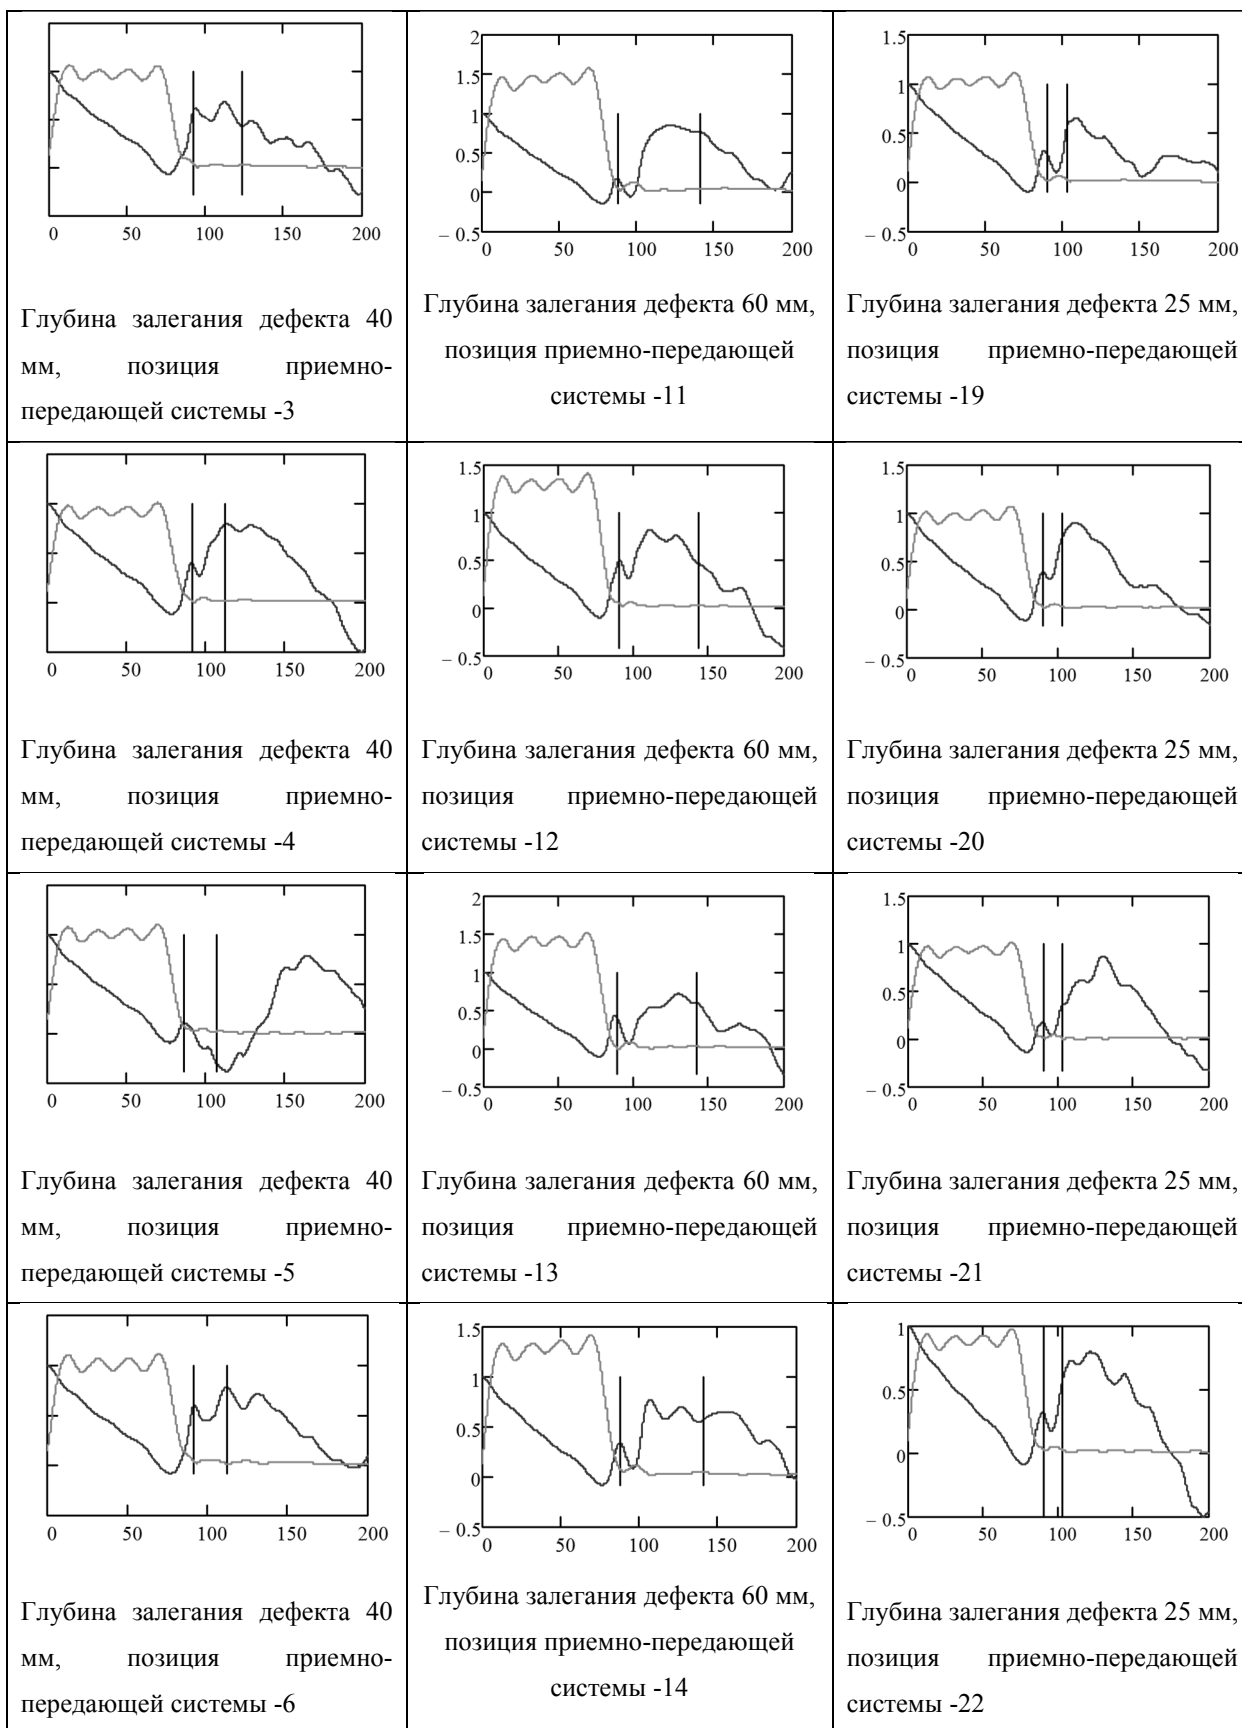 0 50 100 150 200
Глубина залегания дефекта 40
мм, позиция приемно-
передающей системы -3
2
1.5
1
0.5
0
– 0.5
0 50 100 150 200
Глубина залегания дефекта 60 мм,
позиция приемно-передающей
системы -11
1.5
1
0.5
0
– 0.5
0 50 100 150 200
Глубина залегания дефекта 25 мм,
позиция приемно-передающей
системы -19
0 50 100 150 200
Глубина залегания дефекта 40
мм, позиция приемно-
передающей системы -4
1.5
1
0.5
0
– 0.5
0 50 100 150 200
Глубина залегания дефекта 60 мм,
позиция приемно-передающей
системы -12
1.5
1
0.5
0
– 0.5
0 50 100 150 200
Глубина залегания дефекта 25 мм,
позиция приемно-передающей
системы -20
0 50 100 150 200
Глубина залегания дефекта 40
мм, позиция приемно-
передающей системы -5
2
1.5
1
0.5
0
– 0.5
0 50 100 150 200
Глубина залегания дефекта 60 мм,
позиция приемно-передающей
системы -13
1.5
1
0.5
0
– 0.5
0 50 100 150 200
Глубина залегания дефекта 25 мм,
позиция приемно-передающей
системы -21
0 50 100 150 200
Глубина залегания дефекта 40
мм, позиция приемно-
передающей системы -6
1.5
1
0.5
0
– 0.5
0 50 100 150 200
Глубина залегания дефекта 60 мм,
позиция приемно-передающей
системы -14
1
0.5
0
– 0.5
0 50 100 150 200
Глубина залегания дефекта 25 мм,
позиция приемно-передающей
системы -22